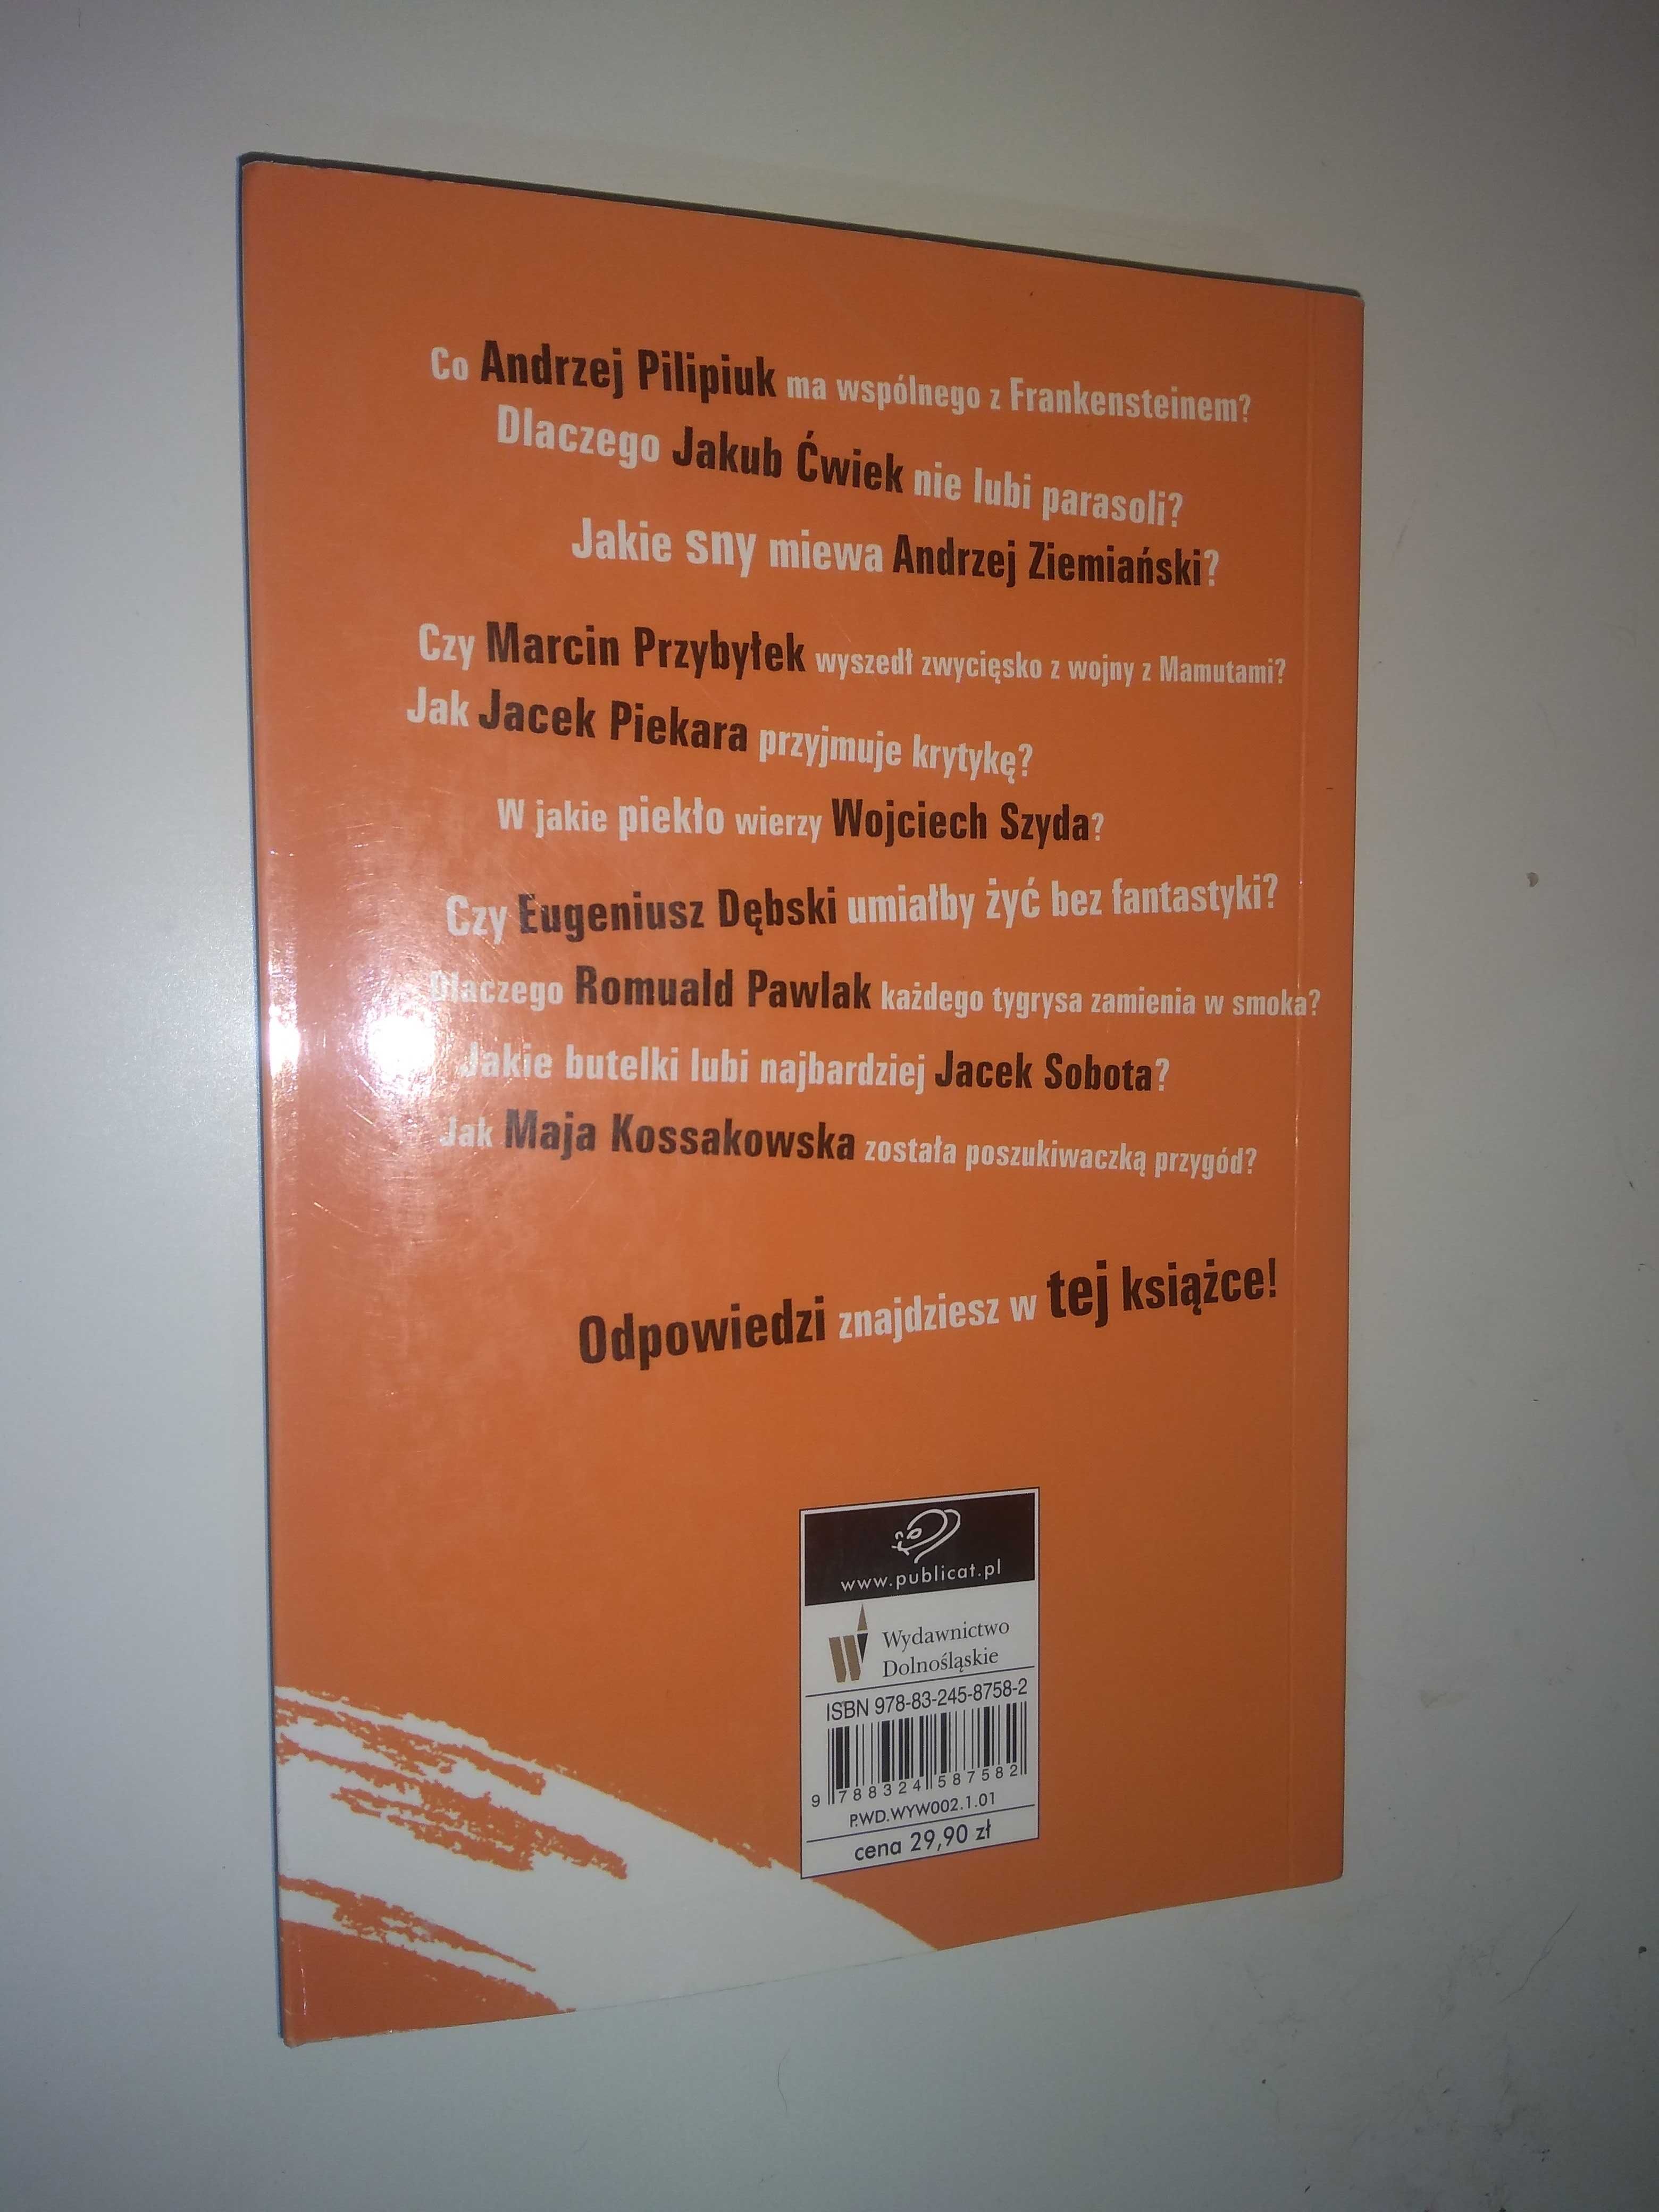 Co Andrzej Pilipiuk ma wspólnego z Frankensteinem?
Dlaczego Jakub Ćwiek nie lubi parasoli?
Jakie sny miewa Andrzej Ziemiański?
Czy Marcin Przybyłek wyszedł zwycięsko z wojny z Mamutami?
Jak Jacek Piekara przyjmuje krytykę?
W jakie piekło wierzy Wojciech Szyda?
Czy Eugeniusz Dębski umiałby żyć bez fantastyki?
Dlaczego Romuald Pawlak każdego tygrysa zamienia w smoka?
Jakie butelki lubi najbardziej Jacek Sobota?
Jak Maja Kossakowska została poszukiwaczką przygód?
Odpowiedzi znajdziesz w tej książce!
www.publicat.pl
Wydawnictwo
Dolnośląskie
ISBN 978-83-245-8758-2
9 788324 587582
P.WD.WYW002.1.01
cena 29,90 zł